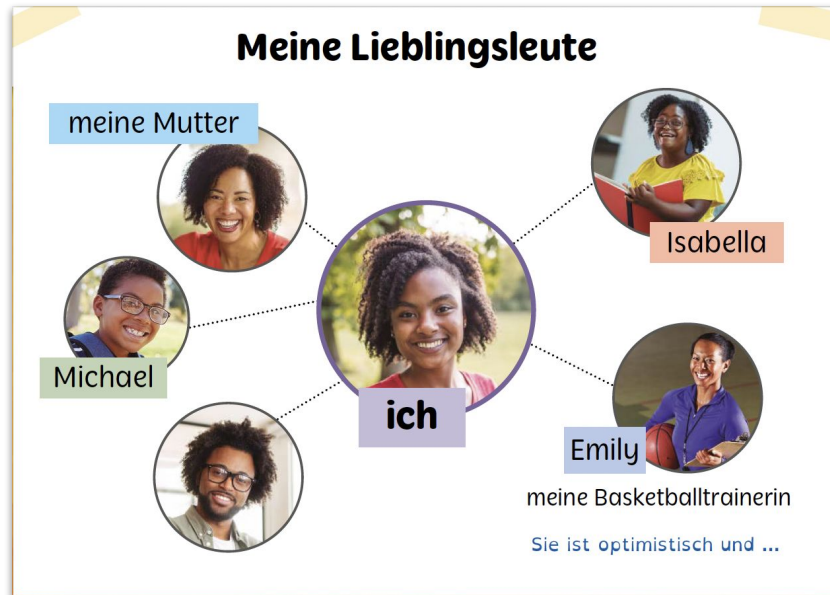 Meine Lieblingsleute
meine Mutter
Isabella
Michael
ich
Emily
meine Basketballtrainerin
Sie ist optimistisch und ...